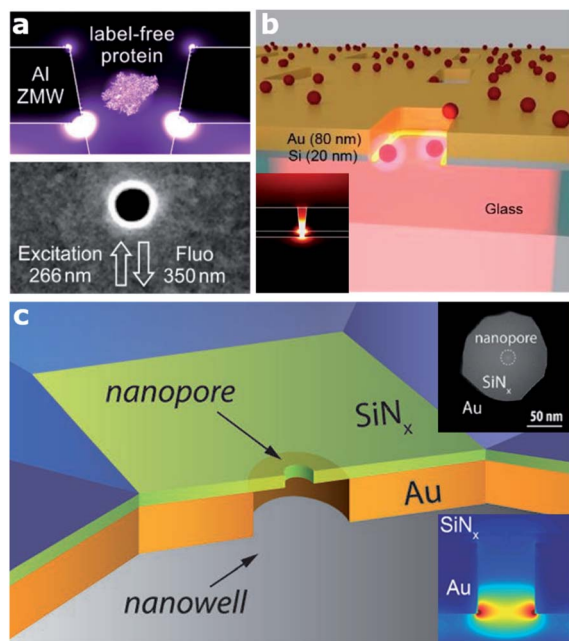 a
label-free
protein
Al
ZMW
Excitation
266 nm
Fluo
350 nm
b
Au (80 nm)
Si (20 nm)
Glass
c
nanopore
SiNx
Au
nanowell
nanopore
SiNx
Au
50 nm
SiNx
Au